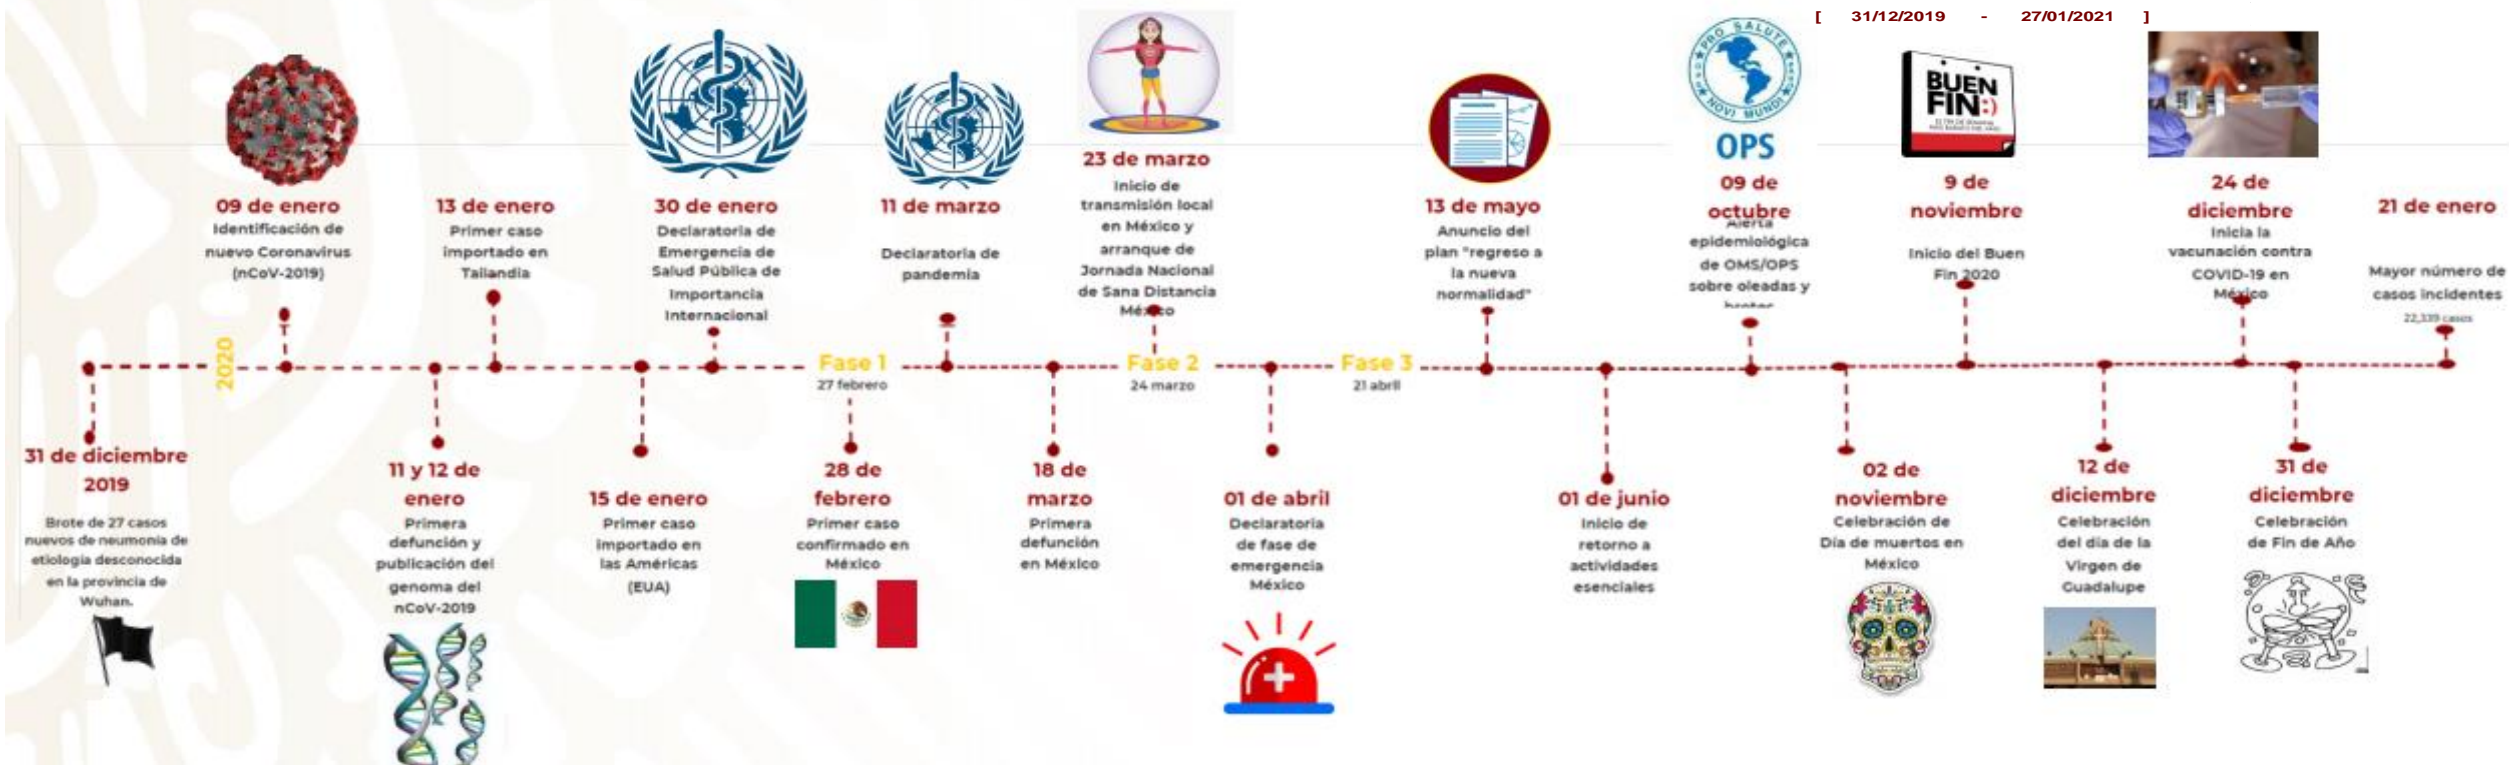 [ 31/12/2019 - 27/01/2021 ]
31 de diciembre
2019
Brote de 27 casos
nuevos de neumonía de
etiología desconocida
en la provincia de
Wuhan.
2020
09 de enero
Identificación de
nuevo Coronavirus
(nCoV-2019)
11 y 12 de
enero
Primera
defunción y
publicación del
genoma del
nCoV-2019
13 de enero
Primer caso
importado en
Tailandia
15 de enero
Primer caso
importado en
las Américas
(EUA)
30 de enero
Declaratoria de
Emergencia de
Salud Pública de
Importancia
Internacional
Fase 1
27 febrero
28 de
febrero
Primer caso
confirmado en
México
11 de marzo
Declaratoria de
pandemia
18 de
marzo
Primera
defunción
en México
23 de marzo
Inicio de
transmisión local
en México y
arranque de
Jornada Nacional
de Sana Distancia
México
Fase 2
24 marzo
01 de abril
Declaratoria
de fase de
emergencia
México
Fase 3
21 abril
13 de mayo
Anuncio del
plan "regreso a
la nueva
normalidad"
01 de junio
Inicio de
retorno a
actividades
esenciales
PRO SALUTE
NOVI MUNDI
OPS
09 de
octubre
Alerta
epidemiológica
de OMS/OPS
sobre oleadas y
brotes
02 de
noviembre
Celebración de
Día de muertos en
México
BUEN
FIN:)
9 de
noviembre
Inicio del Buen
Fin 2020
12 de
diciembre
Celebración
del día de la
Virgen de
Guadalupe
24 de
diciembre
Inicia la
vacunación contra
COVID-19 en
México
31 de
diciembre
Celebración
de Fin de Año
21 de enero
Mayor número de
casos incidentes
22,339 casos